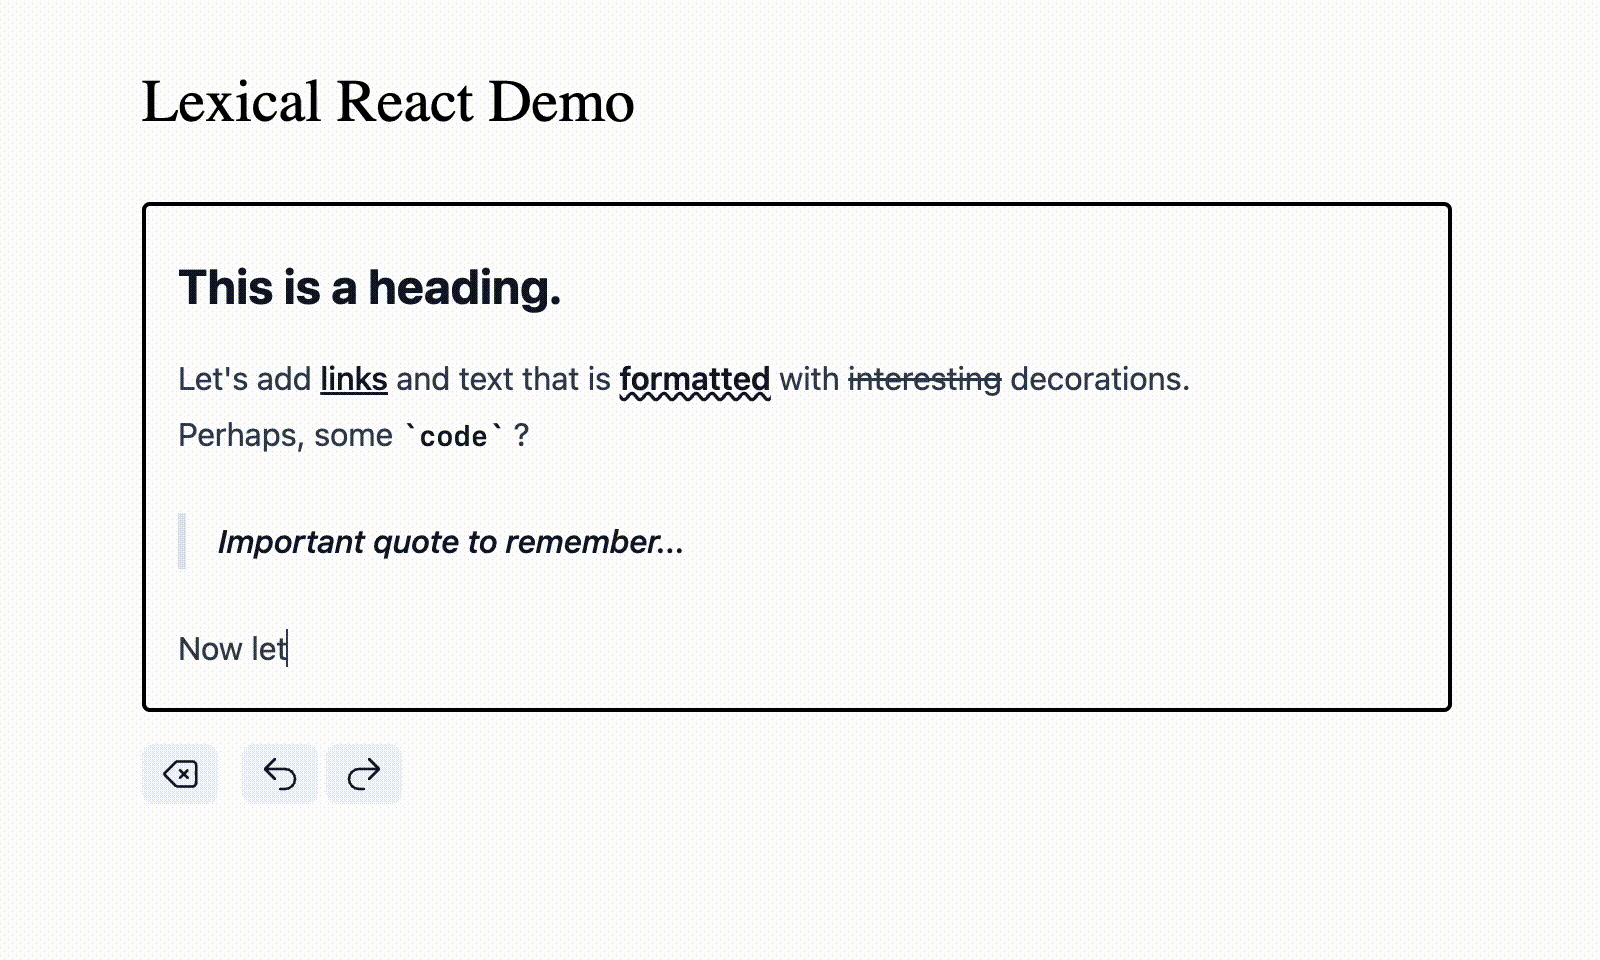 Lexical React Demo
This is a heading.
Let's add links and text that is formatted with interesting decorations.
Perhaps, some `code` ?
Important quote to remember...
Now let